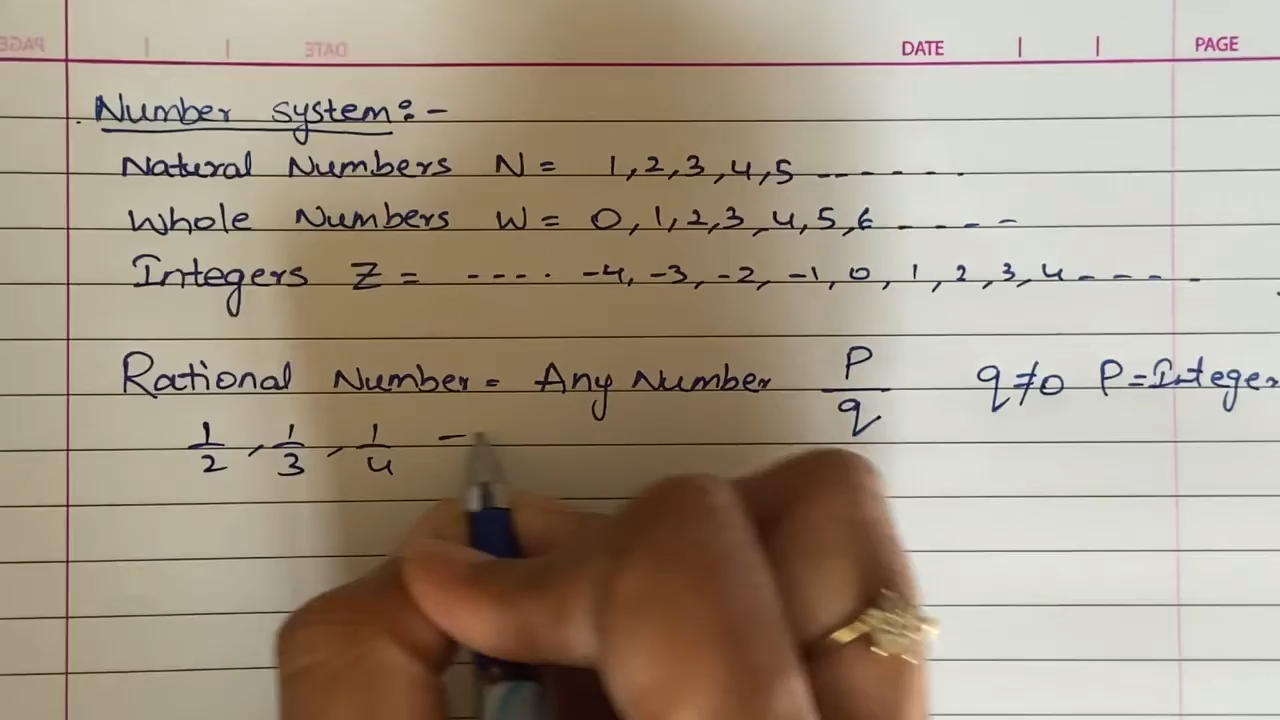 PAGE DATE DATE PAGE
Number system:-
Natural Numbers N = 1,2,3,4,5 ------
Whole Numbers W = 0,1,2,3,4,5,6 ----
Integers Z = ---- -4, -3, -2, -1, 0, 1, 2, 3, 4 ----
Rational Number = Any Number P/q q≠0 P=Integer
1/2, 1/3, 1/4 -